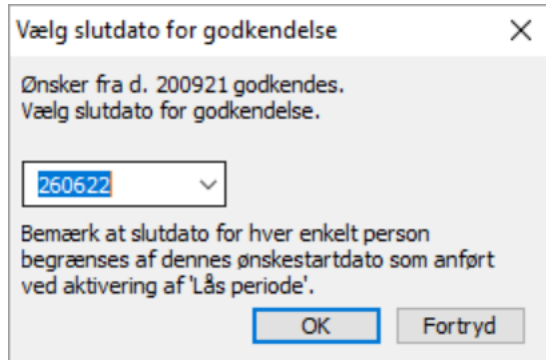 Vælg slutdato for godkendelse
Ønsker fra d. 200921 godkendes.
Vælg slutdato for godkendelse.
260622
Bemærk at slutdato for hver enkelt person
begrænses af dennes ønskestartdato som anført
ved aktivering af 'Lås periode'.
OK Fortryd